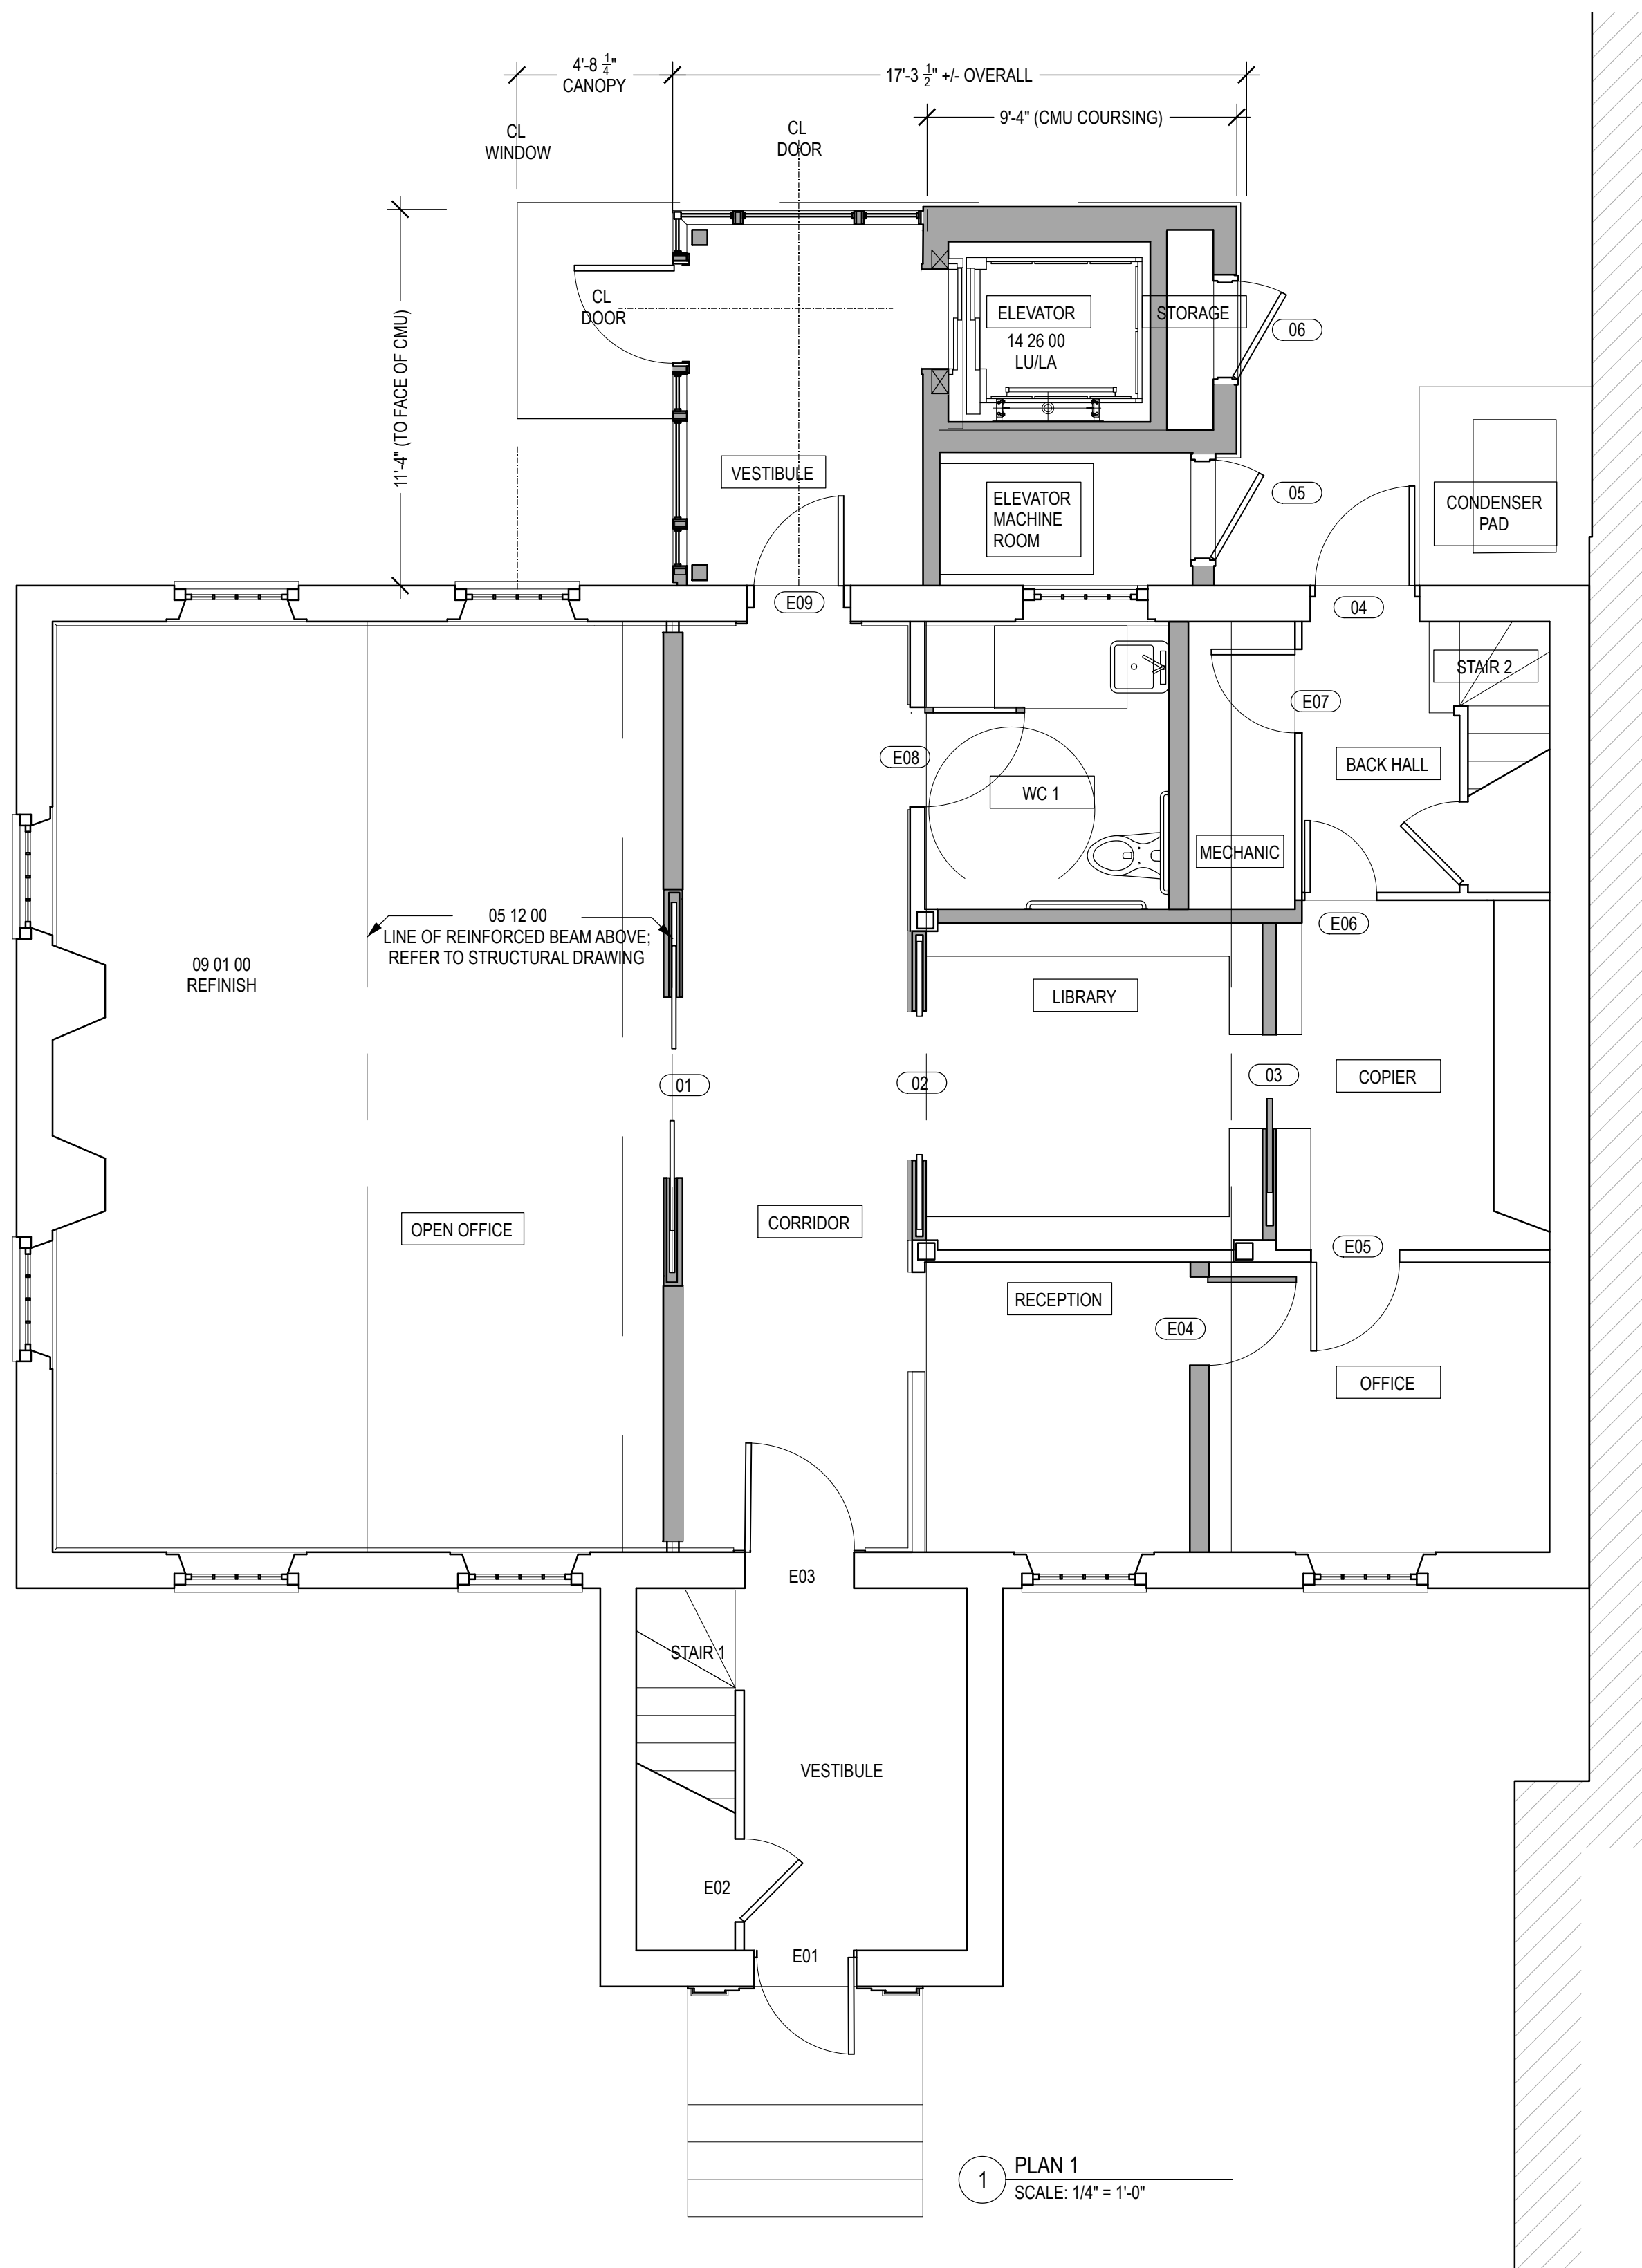 4'-8 1/4"
CANOPY
17'-3 1/2" +/- OVERALL
9'-4" (CMU COURSING)
CL
WINDOW
CL
DOOR
11'-4" (TO FACE OF CMU)
CL
DOOR
ELEVATOR
14 26 00
LU/LA
STORAGE
06
VESTIBULE
ELEVATOR
MACHINE
ROOM
05
CONDENSER
PAD
E09
04
STAIR 2
E07
E08
BACK HALL
WC 1
MECHANIC
05 12 00
LINE OF REINFORCED BEAM ABOVE;
REFER TO STRUCTURAL DRAWING
09 01 00
REFINISH
E06
LIBRARY
01
02
03
COPIER
OPEN OFFICE
CORRIDOR
E05
RECEPTION
E04
OFFICE
E03
STAIR 1
VESTIBULE
E02
E01
1
PLAN 1
SCALE: 1/4" = 1'-0"